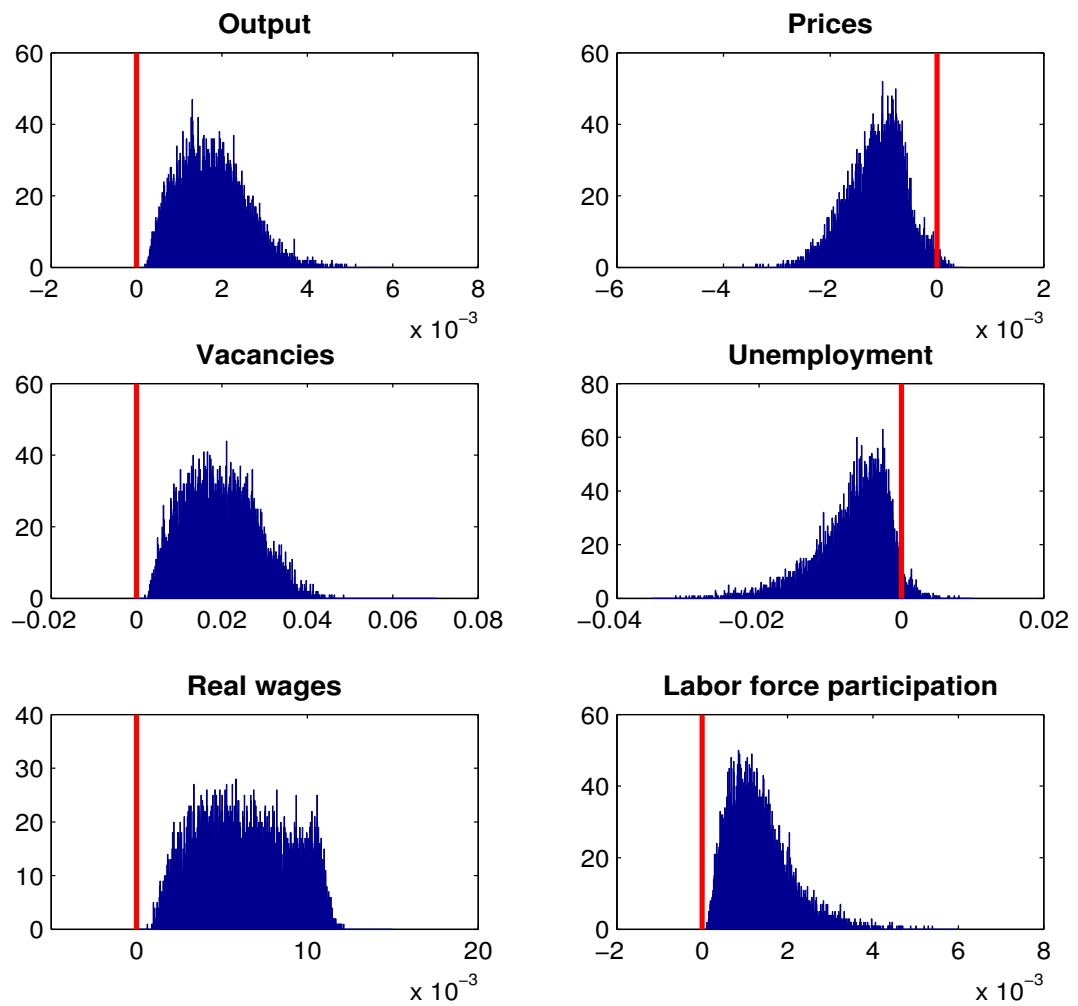 Output
60
40
20
0
−2 0 2 4 6 8
x 10−3
Prices
60
40
20
0
−6 −4 −2 0 2
x 10−3
Vacancies
60
40
20
0
−0.02 0 0.02 0.04 0.06 0.08
Unemployment
80
60
40
20
0
−0.04 −0.02 0 0.02
Real wages
40
30
20
10
0
0 10 20
x 10−3
Labor force participation
60
40
20
0
−2 0 2 4 6 8
x 10−3